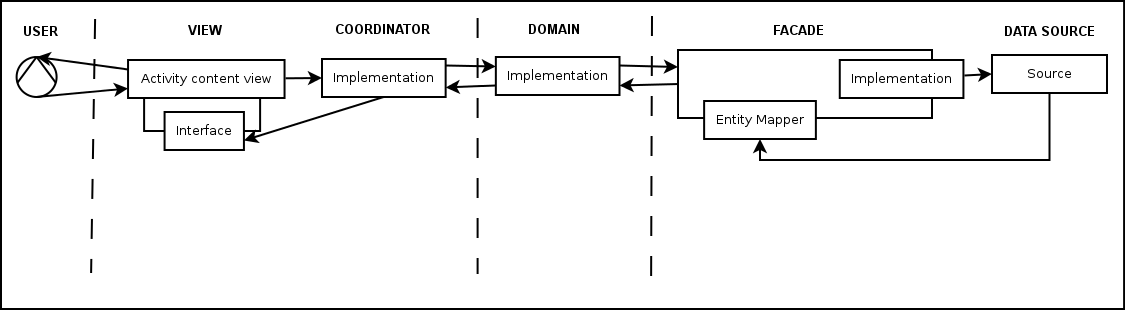 USER
VIEW
COORDINATOR
DOMAIN
FACADE
DATA SOURCE
Activity content view
Implementation
Implementation
Implementation
Source
Interface
Entity Mapper